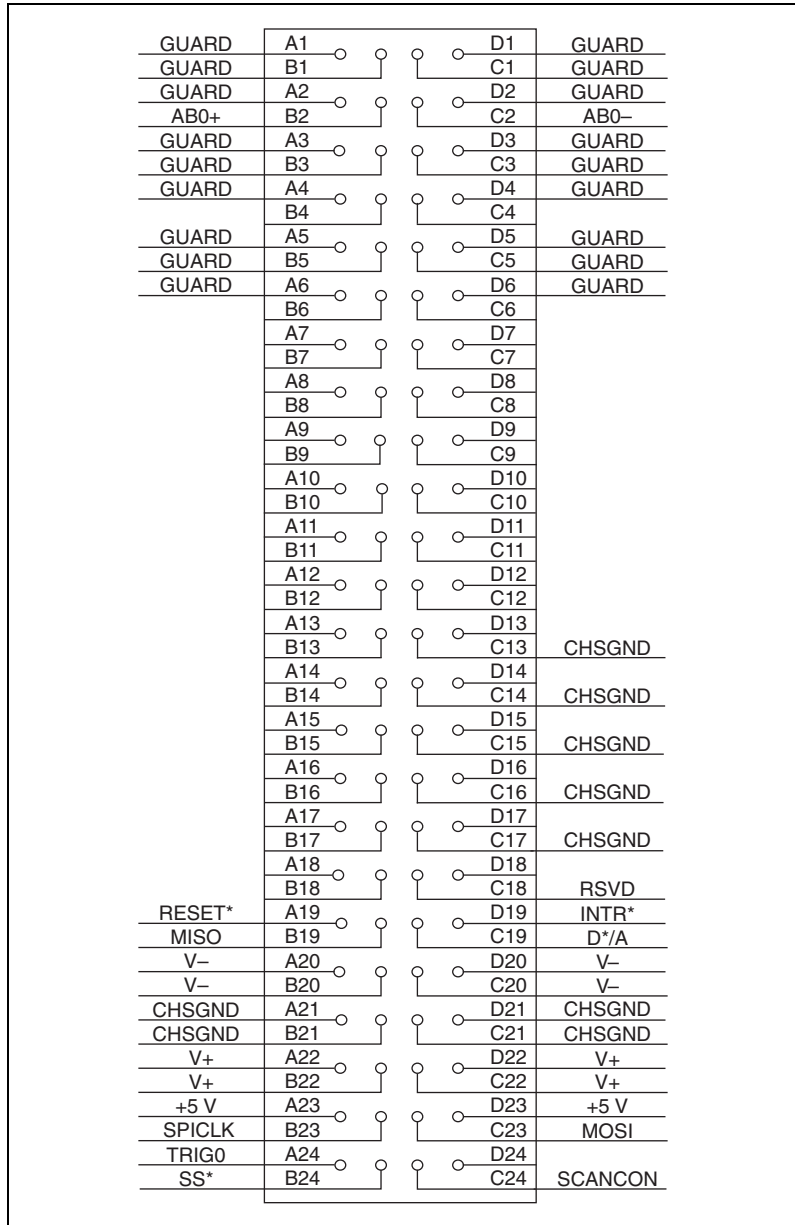 GUARD A1 D1 GUARD
GUARD B1 C1 GUARD
GUARD A2 D2 GUARD
AB0+ B2 C2 AB0–
GUARD A3 D3 GUARD
GUARD B3 C3 GUARD
GUARD A4 D4 GUARD
B4 C4
GUARD A5 D5 GUARD
GUARD B5 C5 GUARD
GUARD A6 D6 GUARD
B6 C6
A7 D7
B7 C7
A8 D8
B8 C8
A9 D9
B9 C9
A10 D10
B10 C10
A11 D11
B11 C11
A12 D12
B12 C12
A13 D13
B13 C13 CHSGND
A14 D14
B14 C14 CHSGND
A15 D15
B15 C15 CHSGND
A16 D16
B16 C16 CHSGND
A17 D17
B17 C17 CHSGND
A18 D18
B18 C18 RSVD
RESET* A19 D19 INTR*
MISO B19 C19 D*/A
V– A20 D20 V–
V– B20 C20 V–
CHSGND A21 D21 CHSGND
CHSGND B21 C21 CHSGND
V+ A22 D22 V+
V+ B22 C22 V+
+5 V A23 D23 +5 V
SPICLK B23 C23 MOSI
TRIG0 A24 D24
SS* B24 C24 SCANCON